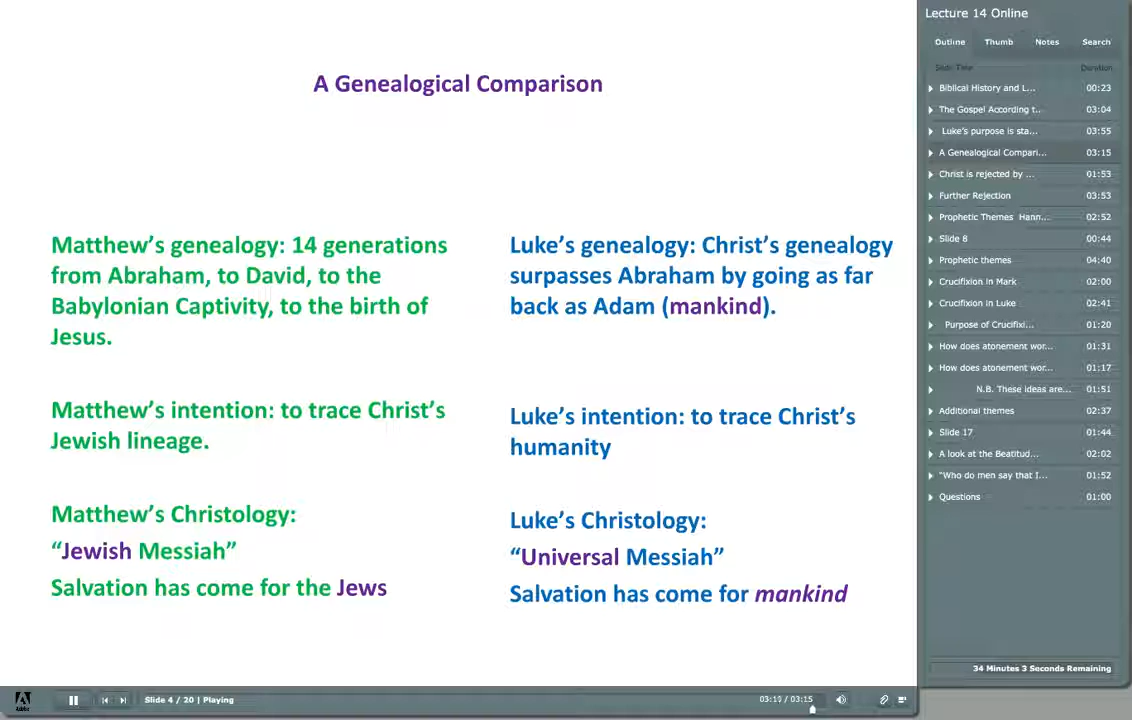 A Genealogical Comparison
Matthew's genealogy: 14 generations
from Abraham, to David, to the
Babylonian Captivity, to the birth of
Jesus.
Matthew's intention: to trace Christ's
Jewish lineage.
Matthew's Christology:
“Jewish Messiah”
Salvation has come for the Jews
Luke's genealogy: Christ's genealogy
surpasses Abraham by going as far
back as Adam (mankind).
Luke's intention: to trace Christ's
humanity
Luke's Christology:
“Universal Messiah”
Salvation has come for mankind
Lecture 14 Online
Outline Thumb Notes Search
Slide Title Duration
Biblical History and L... 00:23
The Gospel According t... 03:04
Luke's purpose is sta... 03:55
A Genealogical Compari... 03:15
Christ is rejected by ... 01:53
Further Rejection 03:53
Prophetic Themes Hann... 02:52
Slide 8 00:44
Prophetic themes 04:40
Crucifixion in Mark 02:00
Crucifixion in Luke 02:41
Purpose of Crucifixi... 01:20
How does atonement wor... 01:31
How does atonement wor... 01:17
N.B. These ideas are... 01:51
Additional themes 02:37
Slide 17 01:44
A look at the Beatitud... 02:02
“Who do men say that I... 01:52
Questions 01:00
34 Minutes 3 Seconds Remaining
Adobe
Slide 4 / 20 | Playing
/ 03:15